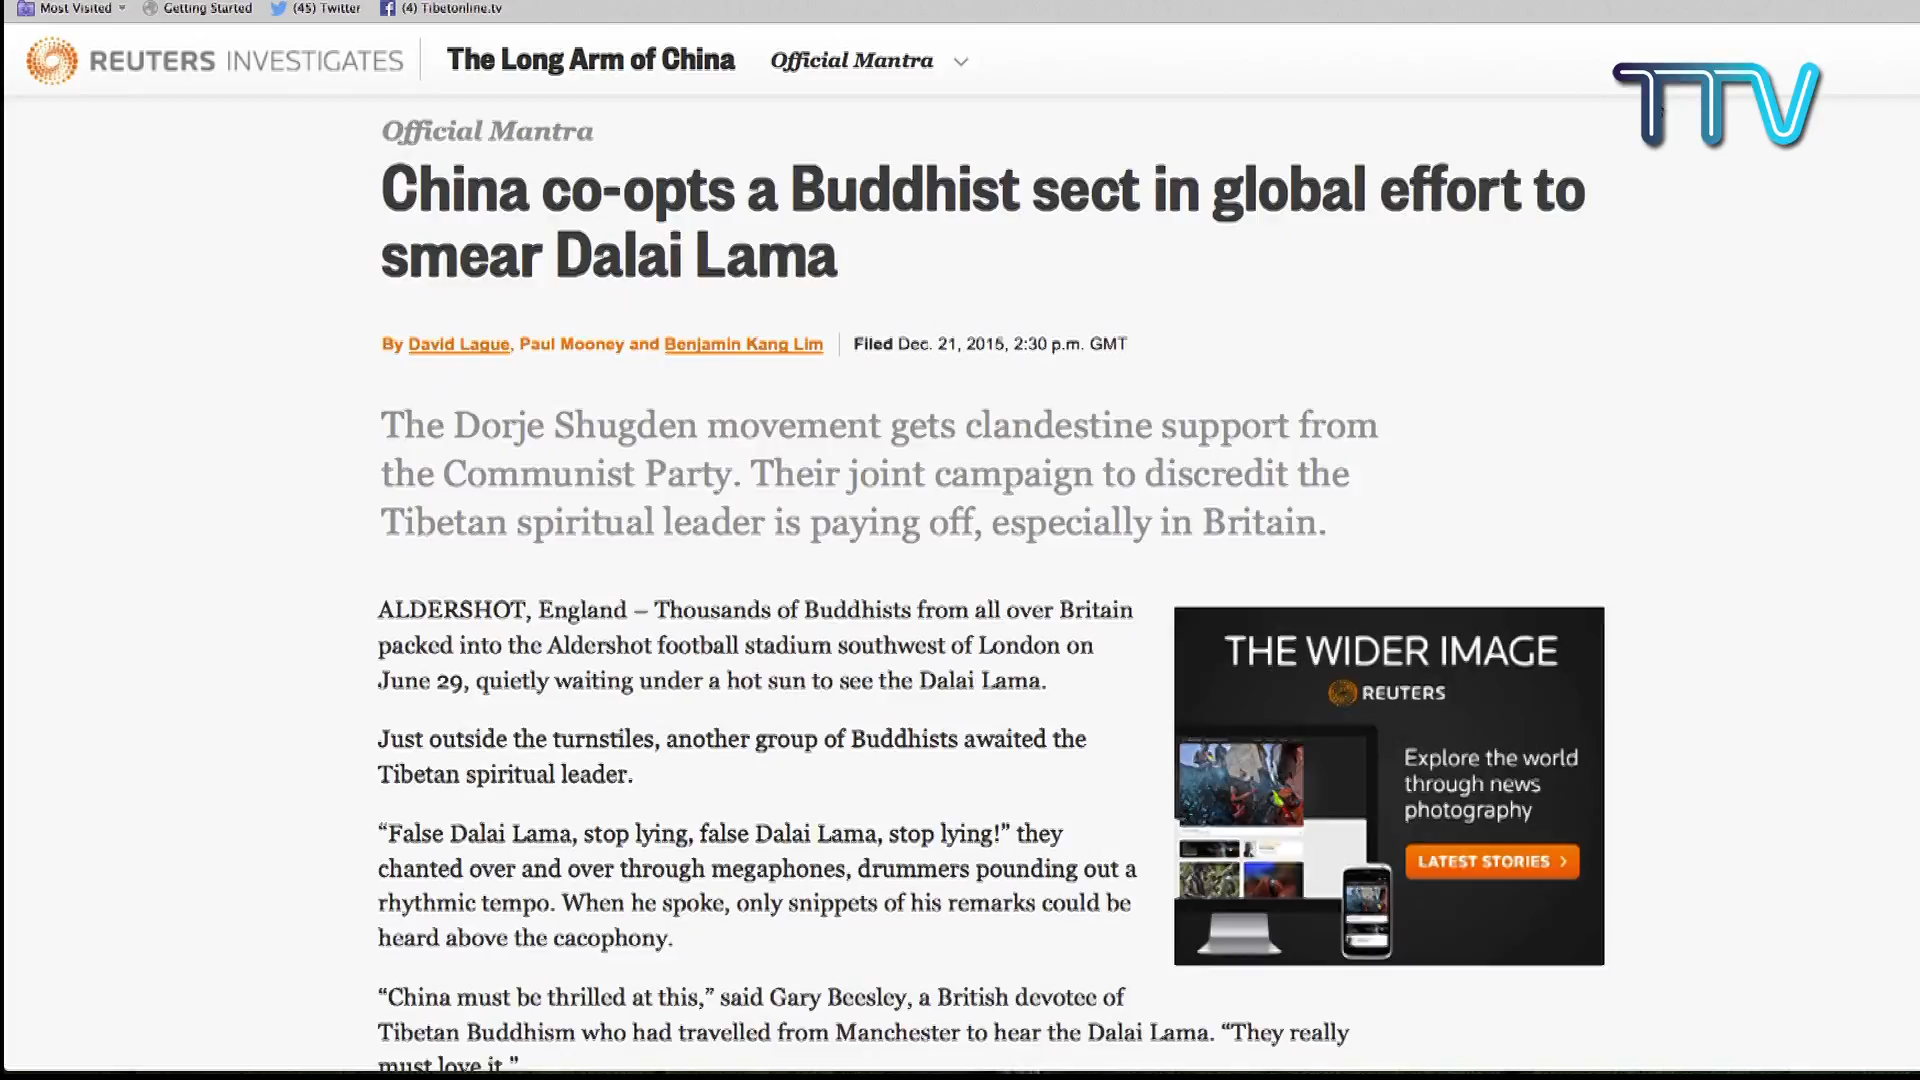 Most Visited
Getting Started
(45) Twitter
(4) Tibetonline.tv
REUTERS INVESTIGATES
The Long Arm of China
Official Mantra
TTV
Official Mantra
China co-opts a Buddhist sect in global effort to
smear Dalai Lama
By David Lague, Paul Mooney and Benjamin Kang Lim
Filed Dec. 21, 2015, 2:30 p.m. GMT
The Dorje Shugden movement gets clandestine support from
the Communist Party. Their joint campaign to discredit the
Tibetan spiritual leader is paying off, especially in Britain.
ALDERSHOT, England – Thousands of Buddhists from all over Britain
packed into the Aldershot football stadium southwest of London on
June 29, quietly waiting under a hot sun to see the Dalai Lama.
Just outside the turnstiles, another group of Buddhists awaited the
Tibetan spiritual leader.
“False Dalai Lama, stop lying, false Dalai Lama, stop lying!” they
chanted over and over through megaphones, drummers pounding out a
rhythmic tempo. When he spoke, only snippets of his remarks could be
heard above the cacophony.
“China must be thrilled at this,” said Gary Beesley, a British devotee of
Tibetan Buddhism who had travelled from Manchester to hear the Dalai Lama. “They really
must love it.”
THE WIDER IMAGE
REUTERS
Explore the world
through news
photography
LATEST STORIES